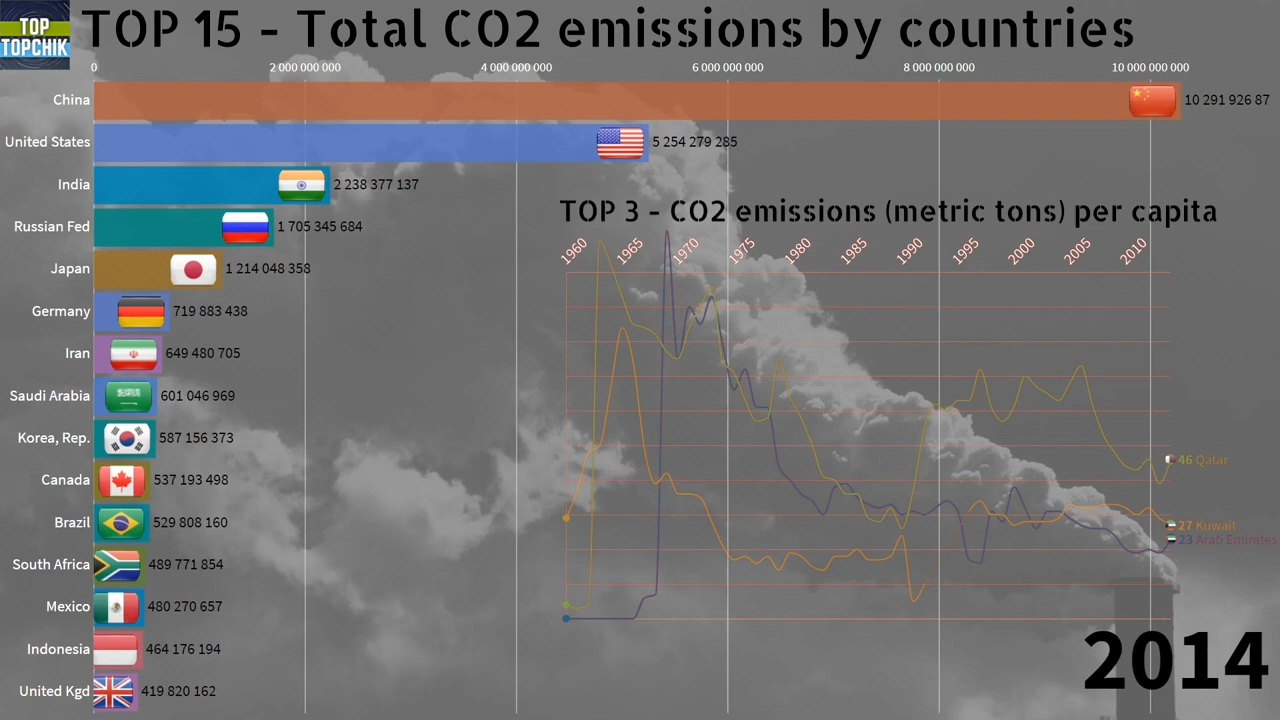 TOP
TOPCHIK
TOP 15 - Total CO2 emissions by countries
0 2 000 000 000 4 000 000 000 6 000 000 000 8 000 000 000 10 000 000 000
China 10 291 926 87
United States 5 254 279 285
India 2 238 377 137
Russian Fed 1 705 345 684
Japan 1 214 048 358
Germany 719 883 438
Iran 649 480 705
Saudi Arabia 601 046 969
Korea, Rep. 587 156 373
Canada 537 193 498
Brazil 529 808 160
South Africa 489 771 854
Mexico 480 270 657
Indonesia 464 176 194
United Kgd 419 820 162
TOP 3 - CO2 emissions (metric tons) per capita
1960 1965 1970 1975 1980 1985 1990 1995 2000 2005 2010
46 Qatar
27 Kuwait
23 Arab Emirates
2014